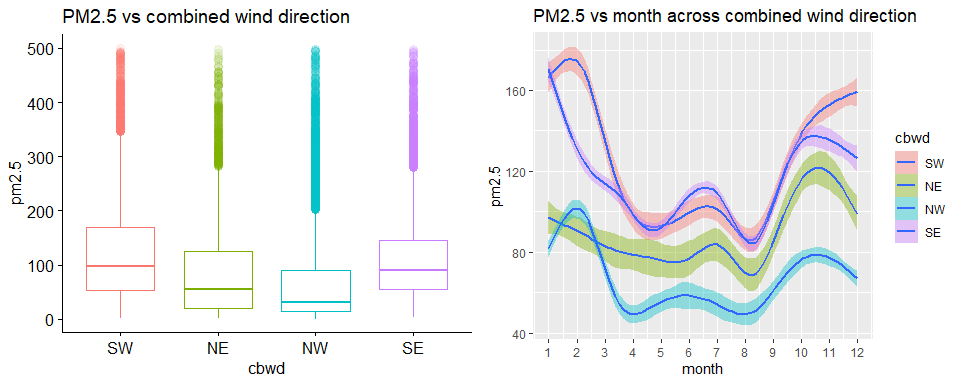 PM2.5 vs combined wind direction
pm2.5
500
400
300
200
100
0
SW NE NW SE
cbwd
PM2.5 vs month across combined wind direction
pm2.5
160
120
80
40
1 2 3 4 5 6 7 8 9 10 11 12
month
cbwd
SW
NE
NW
SE